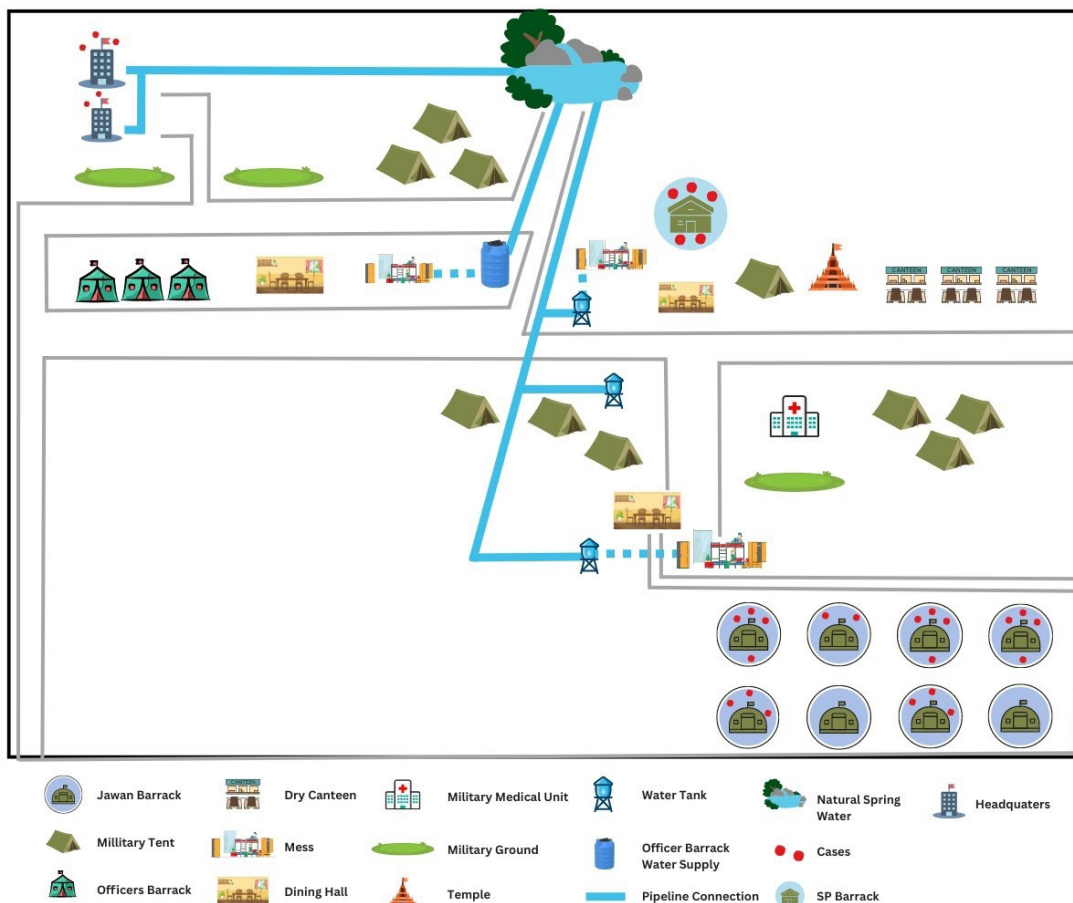 CANTEEN CANTEEN CANTEEN
Jawan Barrack
CANTEEN
Dry Canteen
Military Medical Unit
Water Tank
Natural Spring
Water
Headquaters
Millitary Tent
Mess
Military Ground
Officer Barrack
Water Supply
Cases
Officers Barrack
Dining Hall
Temple
Pipeline Connection
SP Barrack